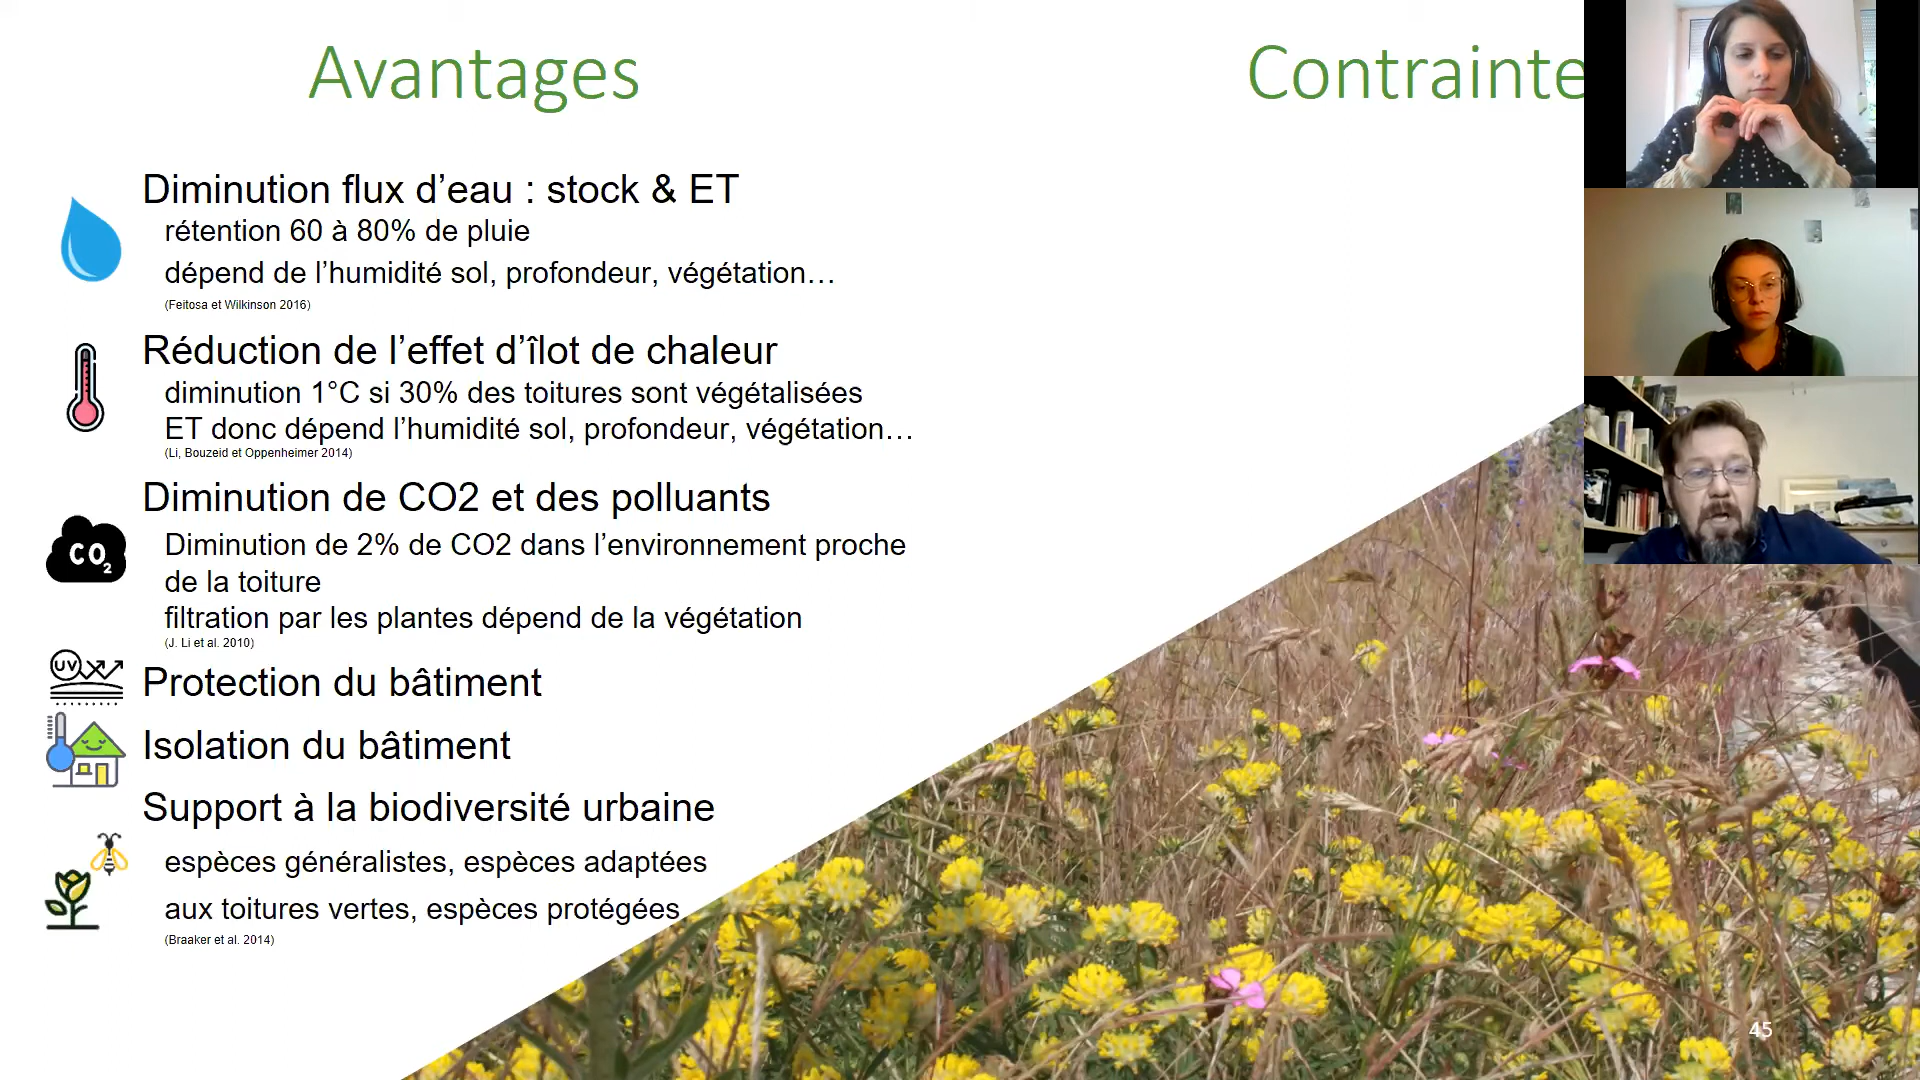 Avantages
Contrainte
Diminution flux d’eau : stock & ET
rétention 60 à 80% de pluie
dépend de l’humidité sol, profondeur, végétation…
(Feitosa et Wilkinson 2016)
Réduction de l’effet d’îlot de chaleur
diminution 1°C si 30% des toitures sont végétalisées
ET donc dépend l’humidité sol, profondeur, végétation…
(Li, Bouzeid et Oppenheimer 2014)
Diminution de CO2 et des polluants
CO2
Diminution de 2% de CO2 dans l’environnement proche
de la toiture
filtration par les plantes dépend de la végétation
(J. Li et al. 2010)
UV
Protection du bâtiment
Isolation du bâtiment
Support à la biodiversité urbaine
espèces généralistes, espèces adaptées
aux toitures vertes, espèces protégées
(Braaker et al. 2014)
45